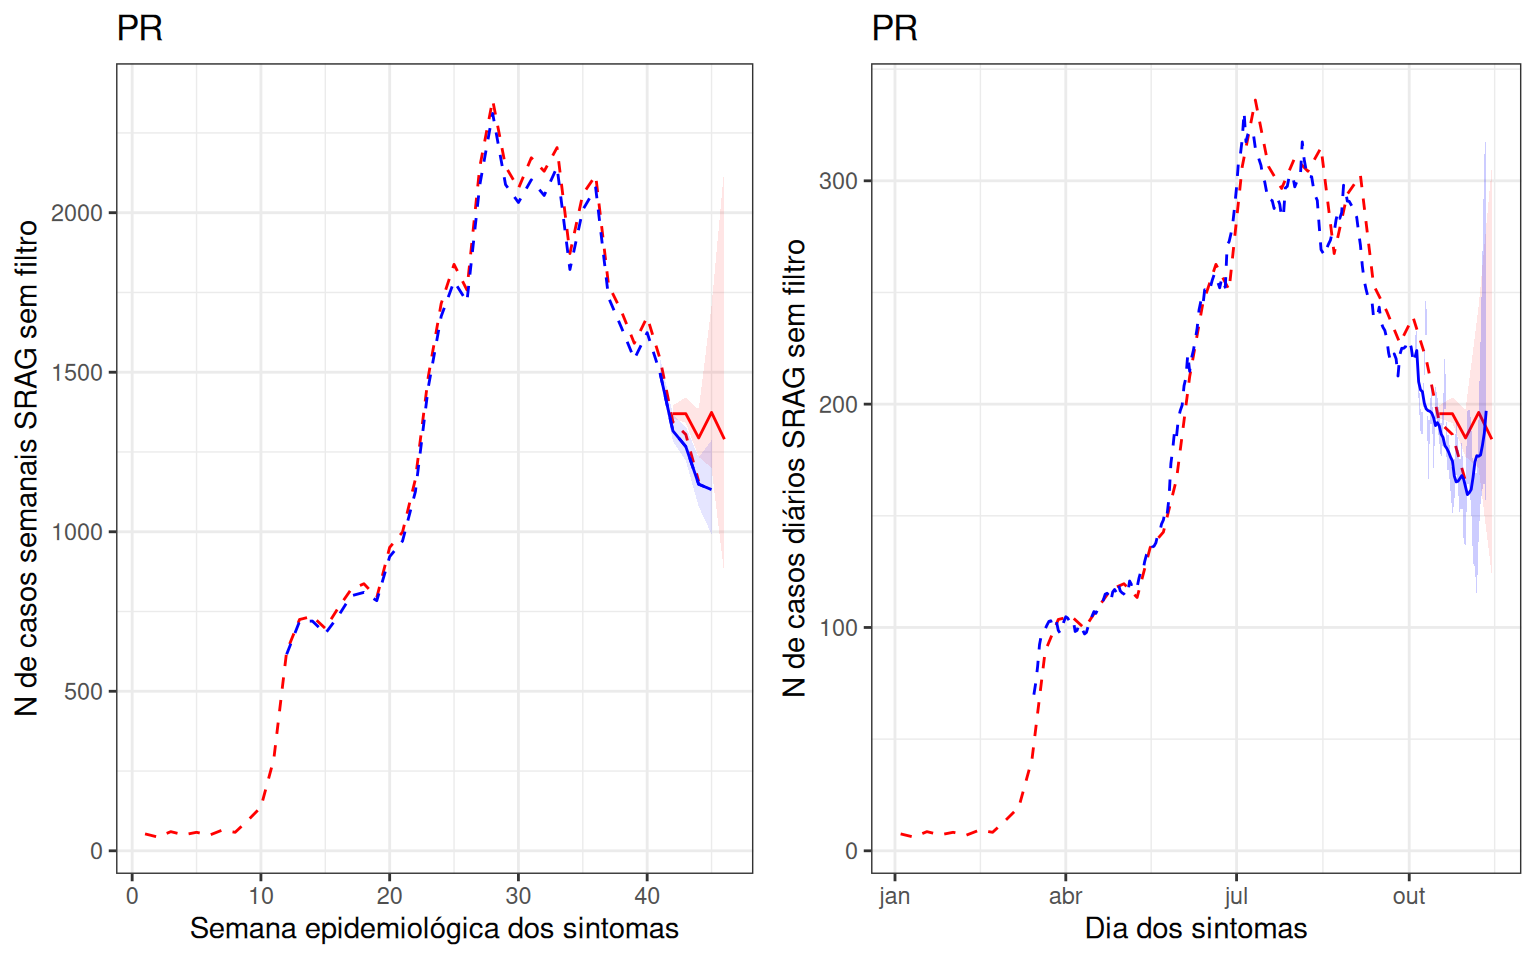 PR
N de casos semanais SRAG sem filtro
2000
1500
1000
500
0
0 10 20 30 40
Semana epidemiológica dos sintomas
PR
N de casos diários SRAG sem filtro
300
200
100
0
jan abr jul out
Dia dos sintomas